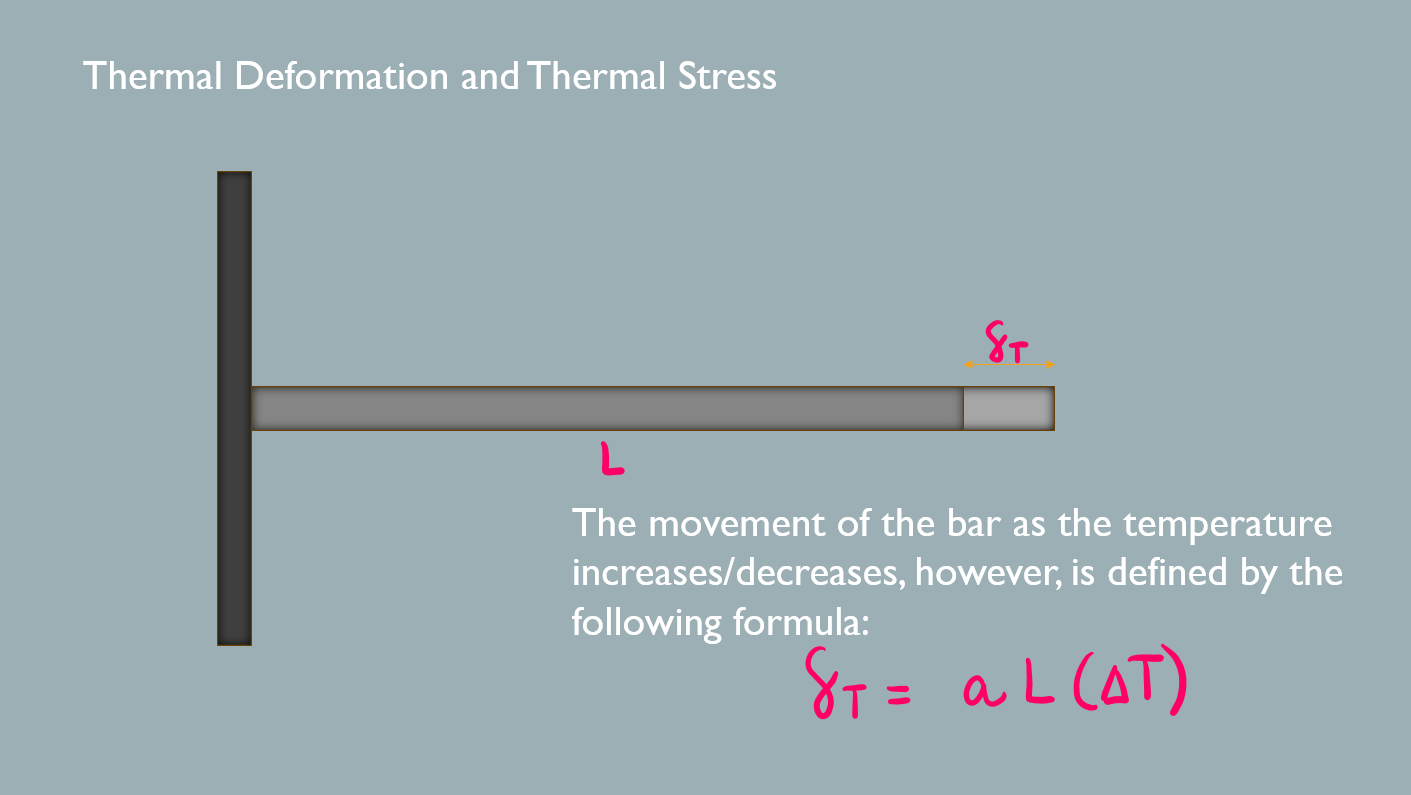 Thermal Deformation and Thermal Stress
δT
L
The movement of the bar as the temperature
increases/decreases, however, is defined by the
following formula:
δT = a L (ΔT)